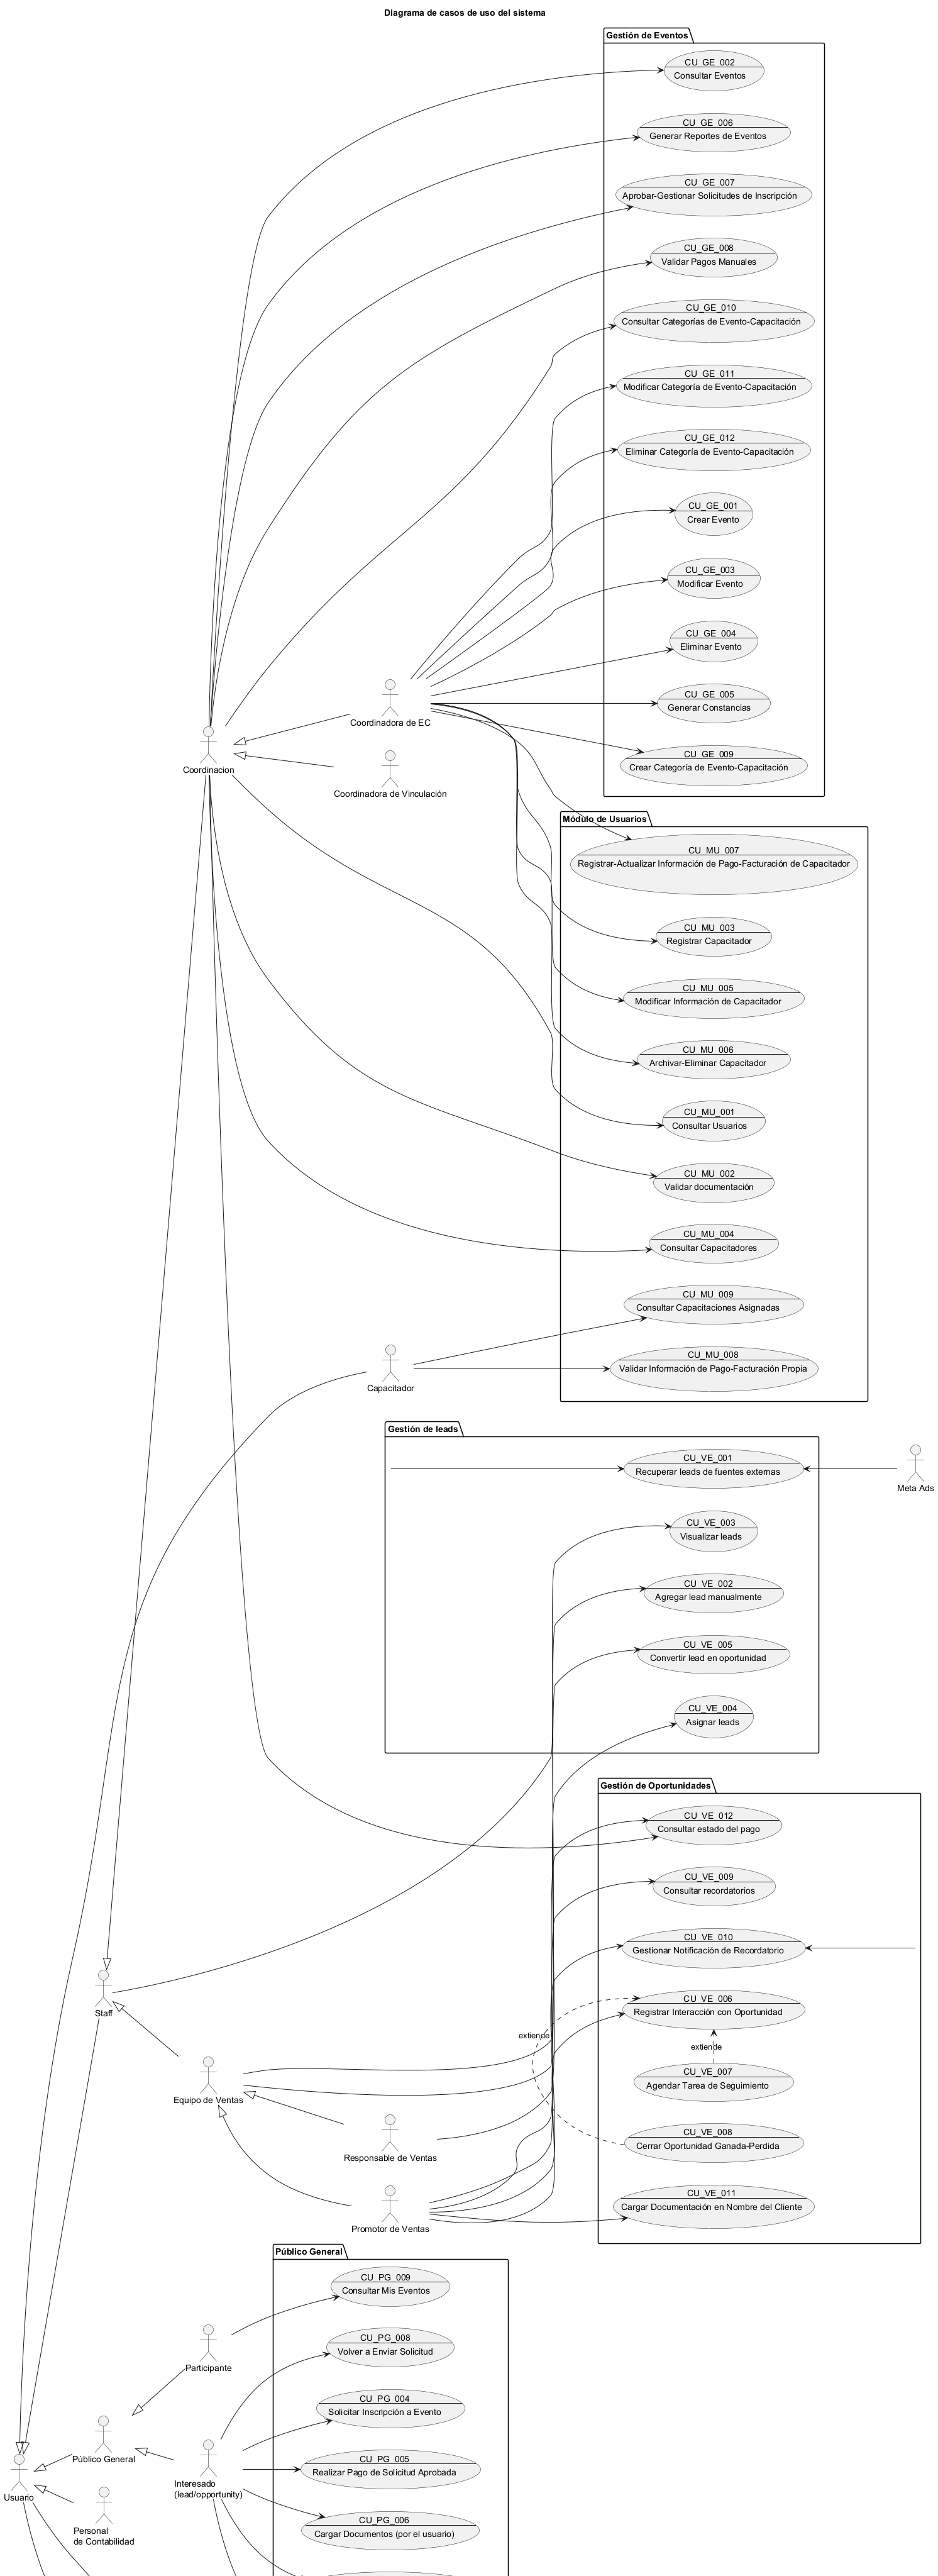 Diagrama de casos de uso del sistema
Gestión de Eventos
CU_GE_002
Consultar Eventos
CU_GE_006
Generar Reportes de Eventos
CU_GE_007
Aprobar-Gestionar Solicitudes de Inscripción
CU_GE_008
Validar Pagos Manuales
CU_GE_010
Consultar Categorías de Evento-Capacitación
CU_GE_011
Modificar Categoría de Evento-Capacitación
CU_GE_012
Eliminar Categoría de Evento-Capacitación
CU_GE_001
Crear Evento
CU_GE_003
Modificar Evento
CU_GE_004
Eliminar Evento
CU_GE_005
Generar Constancias
CU_GE_009
Crear Categoría de Evento-Capacitación
Coordinadora de EC
Coordinacion
Coordinadora de Vinculación
Módulo de Usuarios
CU_MU_007
Registrar-Actualizar Información de Pago-Facturación de Capacitador
CU_MU_003
Registrar Capacitador
CU_MU_005
Modificar Información de Capacitador
CU_MU_006
Archivar-Eliminar Capacitador
CU_MU_001
Consultar Usuarios
CU_MU_002
Validar documentación
CU_MU_004
Consultar Capacitadores
CU_MU_009
Consultar Capacitaciones Asignadas
CU_MU_008
Validar Información de Pago-Facturación Propia
Capacitador
Gestión de leads
CU_VE_001
Recuperar leads de fuentes externas
Meta Ads
CU_VE_003
Visualizar leads
CU_VE_002
Agregar lead manualmente
CU_VE_005
Convertir lead en oportunidad
CU_VE_004
Asignar leads
Gestión de Oportunidades
CU_VE_012
Consultar estado del pago
CU_VE_009
Consultar recordatorios
CU_VE_010
Gestionar Notificación de Recordatorio
CU_VE_006
Registrar Interacción con Oportunidad
extiende
extiende
CU_VE_007
Agendar Tarea de Seguimiento
CU_VE_008
Cerrar Oportunidad Ganada-Perdida
CU_VE_011
Cargar Documentación en Nombre del Cliente
Staff
Equipo de Ventas
Responsable de Ventas
Promotor de Ventas
Público General
CU_PG_009
Consultar Mis Eventos
CU_PG_008
Volver a Enviar Solicitud
CU_PG_004
Solicitar Inscripción a Evento
CU_PG_005
Realizar Pago de Solicitud Aprobada
CU_PG_006
Cargar Documentos (por el usuario)
Participante
Público General
Interesado
(lead/opportunity)
Usuario
Personal
de Contabilidad